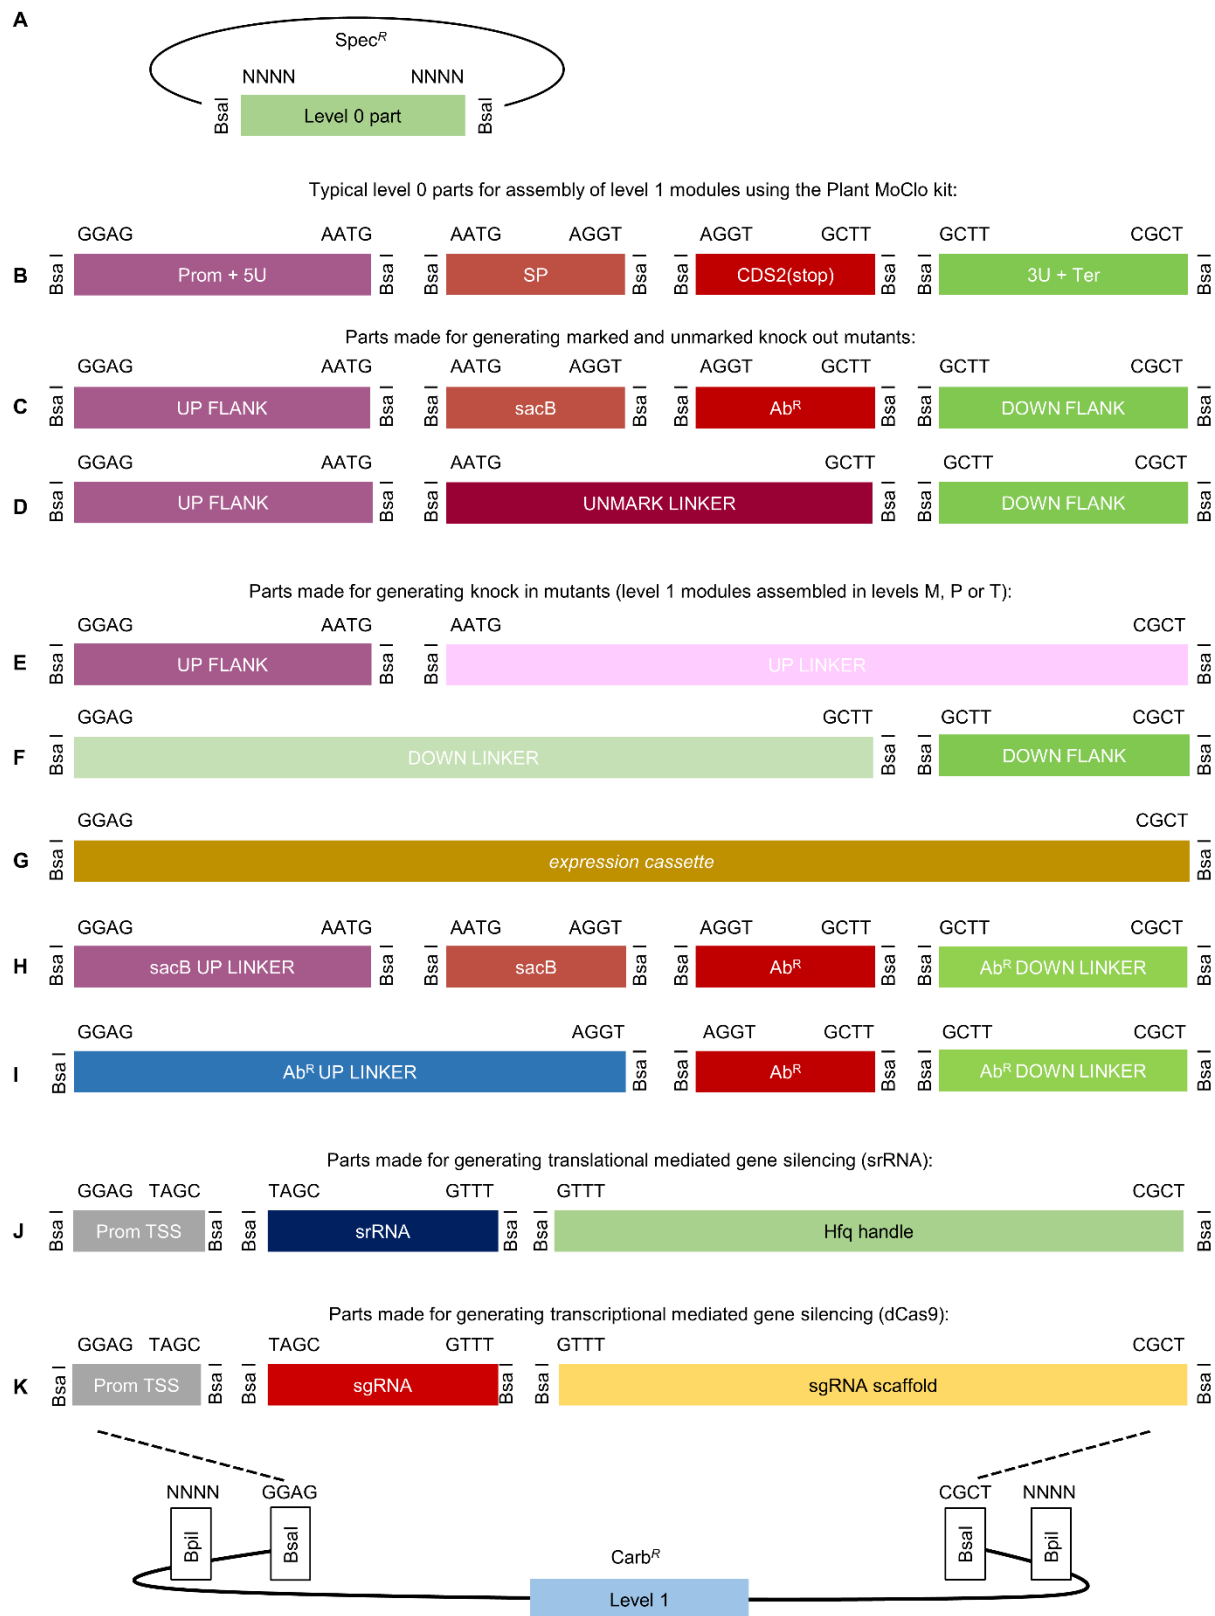 A
Spec^R
NNNN NNNN
BsaI Level 0 part BsaI
Typical level 0 parts for assembly of level 1 modules using the Plant MoClo kit:
GGAG AATG AATG AGGT AGGT GCTT GCTT CGCT
B Bsa I Prom + 5U Bsa I Bsa I SP Bsa I Bsa I CDS2(stop) Bsa I Bsa I 3U + Ter Bsa I
Parts made for generating marked and unmarked knock out mutants:
GGAG AATG AATG AGGT AGGT GCTT GCTT CGCT
C Bsa I UP FLANK Bsa I Bsa I sacB Bsa I Bsa I Ab^R Bsa I Bsa I DOWN FLANK Bsa I
GGAG AATG AATG GCTT GCTT CGCT
D Bsa I UP FLANK Bsa I Bsa I UNMARK LINKER Bsa I Bsa I DOWN FLANK Bsa I
Parts made for generating knock in mutants (level 1 modules assembled in levels M, P or T):
GGAG AATG AATG CGCT
E Bsa I UP FLANK Bsa I Bsa I UP LINKER Bsa I
GGAG GCTT GCTT CGCT
F Bsa I DOWN LINKER Bsa I Bsa I DOWN FLANK Bsa I
GGAG CGCT
G Bsa I expression cassette Bsa I
GGAG AATG AATG AGGT AGGT GCTT GCTT CGCT
H Bsa I sacB UP LINKER Bsa I Bsa I sacB Bsa I Bsa I Ab^R Bsa I Bsa I Ab^R DOWN LINKER Bsa I
GGAG AGGT AGGT GCTT GCTT CGCT
I Bsa I Ab^R UP LINKER Bsa I Bsa I Ab^R Bsa I Bsa I Ab^R DOWN LINKER Bsa I
Parts made for generating translational mediated gene silencing (srRNA):
GGAG TAGC TAGC GTTT GTTT CGCT
J Bsa I Prom TSS Bsa I Bsa I srRNA Bsa I Bsa I Hfq handle Bsa I
Parts made for generating transcriptional mediated gene silencing (dCas9):
GGAG TAGC TAGC GTTT GTTT CGCT
K Bsa I Prom TSS Bsa I Bsa I sgRNA Bsa I Bsa I sgRNA scaffold Bsa I
NNNN GGAG CGCT NNNN
BpiI BsaI BsaI BpiI
Carb^R
Level 1